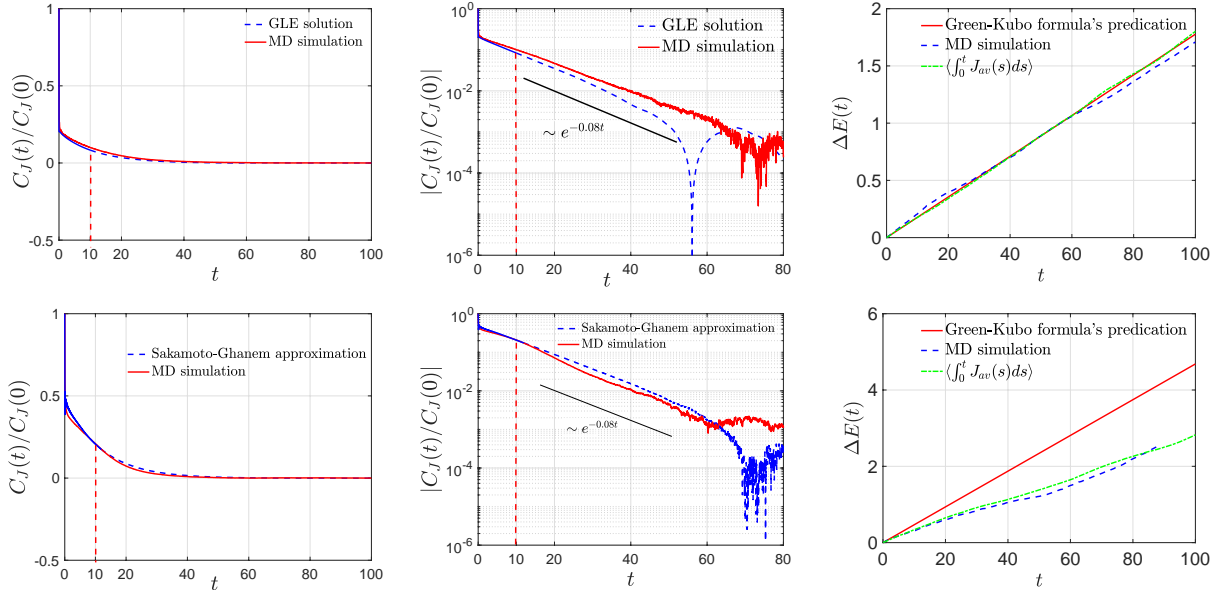 C_J(t)/C_J(0)
1
0.5
0
-0.5
0
10
20
40
60
80
100
t
GLE solution
MD simulation
|C_J(t)/C_J(0)|
10^0
10^-2
10^-4
10^-6
0
10
20
40
60
80
t
GLE solution
MD simulation
∼ e^{-0.08t}
ΔE(t)
2
1.5
1
0.5
0
0
20
40
60
80
100
t
Green-Kubo formula's predication
MD simulation
⟨∫_0^t J_{av}(s)ds⟩
C_J(t)/C_J(0)
1
0.5
0
-0.5
0
10
20
40
60
80
100
t
Sakamoto-Ghanem approximation
MD simulation
|C_J(t)/C_J(0)|
10^0
10^-2
10^-4
10^-6
0
10
20
40
60
80
t
Sakamoto-Ghanem approximation
MD simulation
∼ e^{-0.08t}
ΔE(t)
6
4
2
0
0
20
40
60
80
100
t
Green-Kubo formula's predication
MD simulation
⟨∫_0^t J_{av}(s)ds⟩